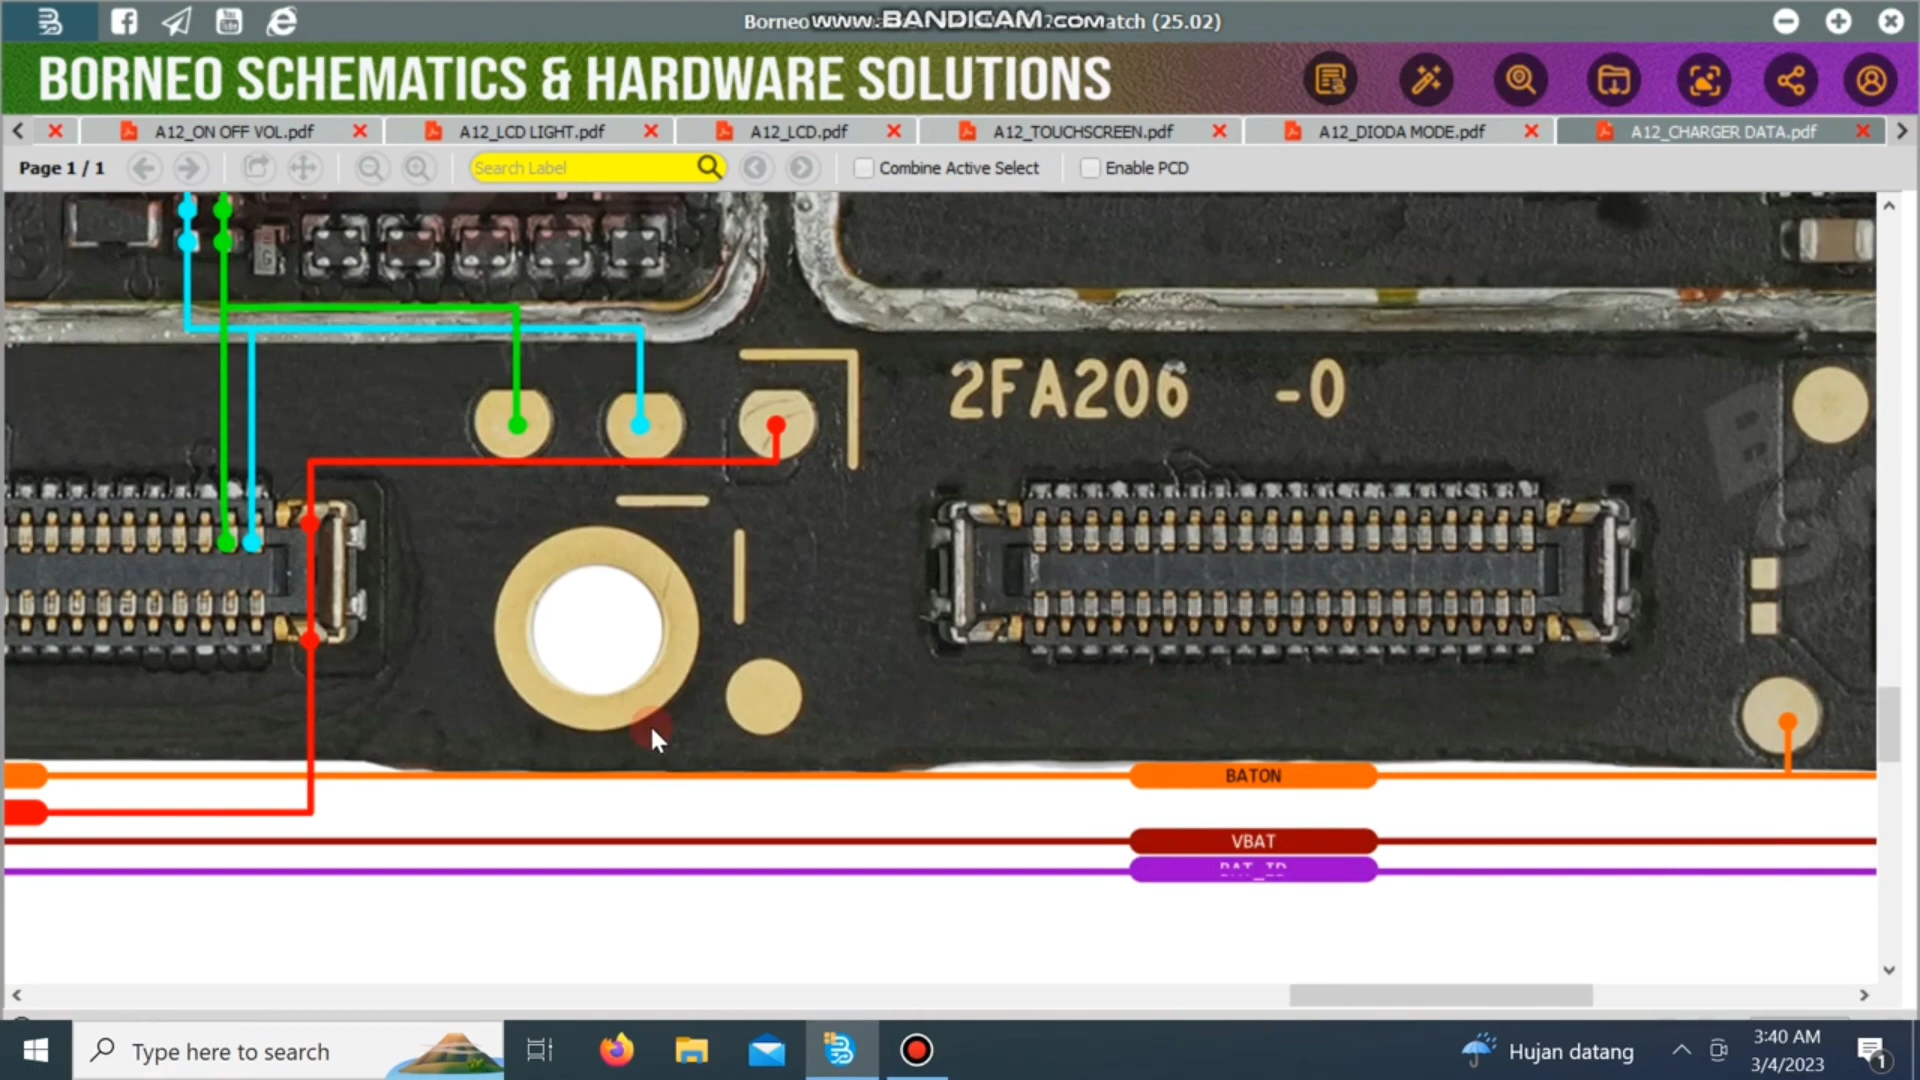 Borneo
www.BANDICAM.COM
atch (25.02)
BORNEO SCHEMATICS & HARDWARE SOLUTIONS
A12_ON OFF VOL.pdf
A12_LCD LIGHT.pdf
A12_LCD.pdf
A12_TOUCHSCREEN.pdf
A12_DIODA MODE.pdf
A12_CHARGER DATA.pdf
Page 1 / 1
Search Label
Combine Active Select
Enable PCD
2FA206 -0
BATON
VBAT
BAT_ID
Type here to search
Hujan datang
3:40 AM
3/4/2023
1